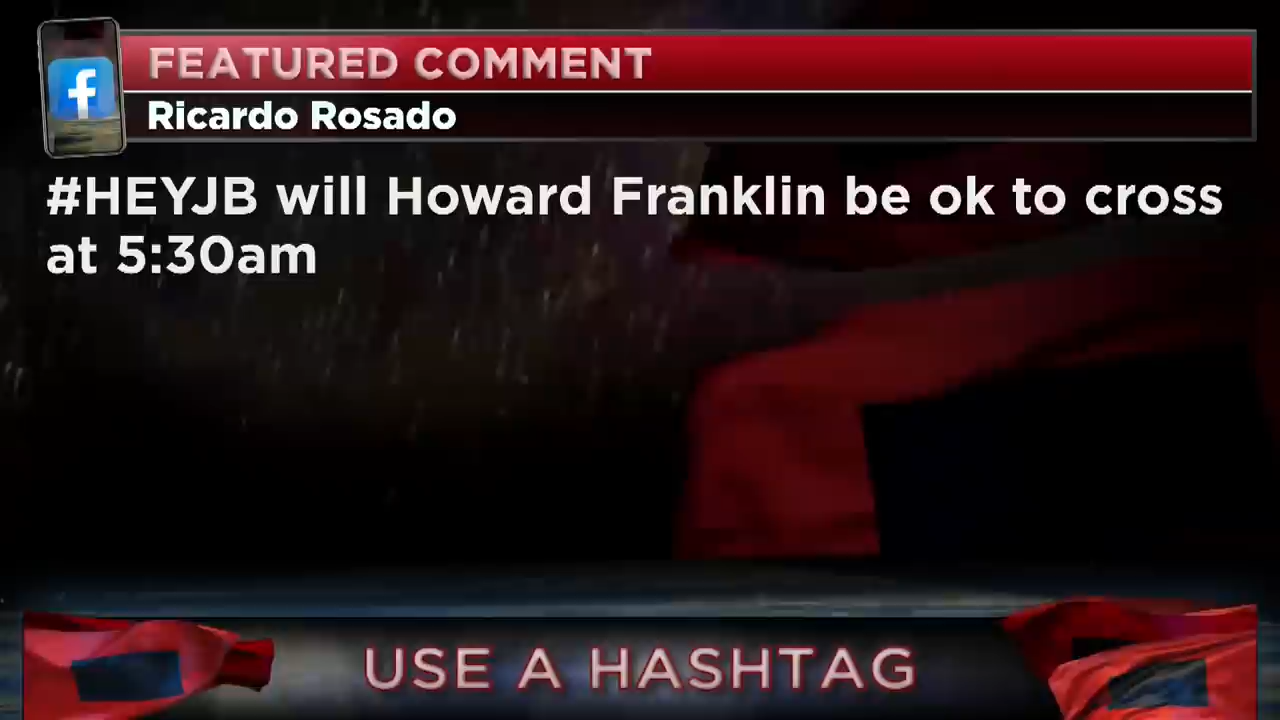 FEATURED COMMENT
Ricardo Rosado
#HEYJB will Howard Franklin be ok to cross
at 5:30am
USE A HASHTAG